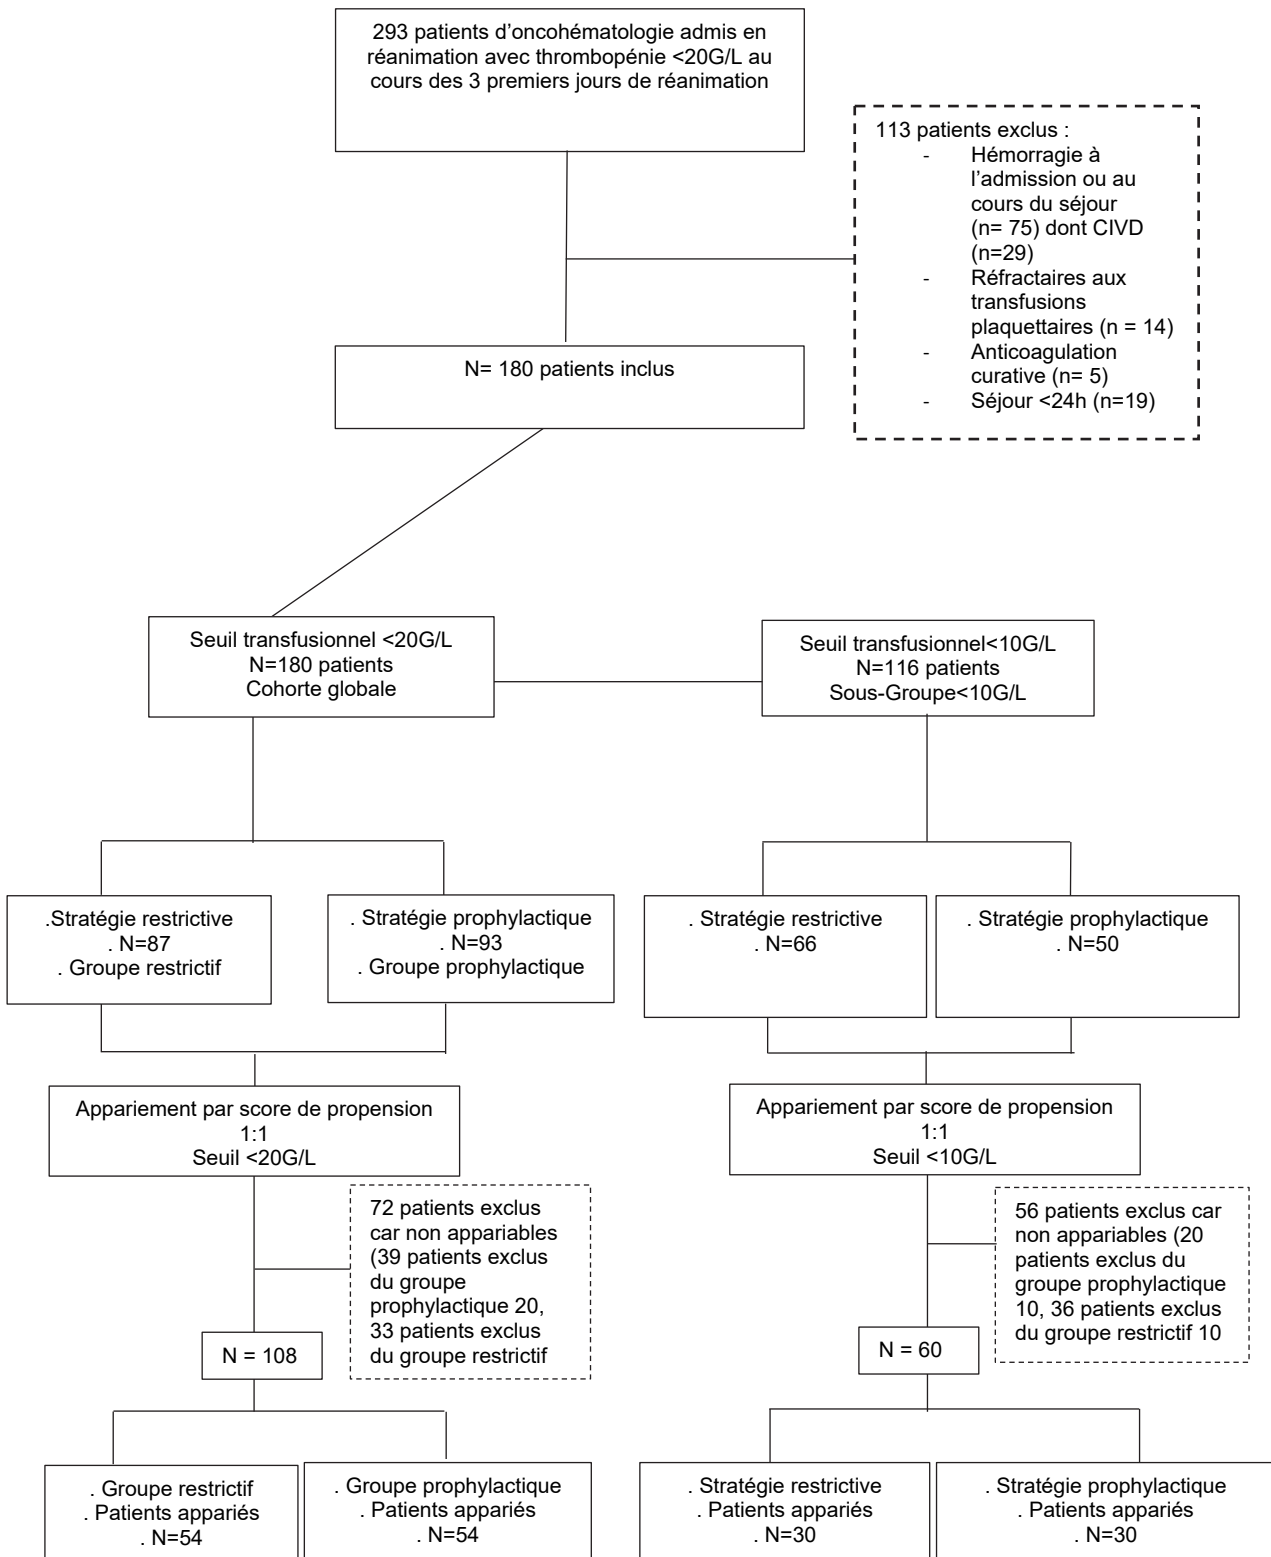 293 patients d'oncohématologie admis en
réanimation avec thrombopénie <20G/L au
cours des 3 premiers jours de réanimation
113 patients exclus :
- Hémorragie à
l'admission ou au
cours du séjour
(n= 75) dont CIVD
(n=29)
- Réfractaires aux
transfusions
plaquettaires (n = 14)
- Anticoagulation
curative (n= 5)
- Séjour <24h (n=19)
N= 180 patients inclus
Seuil transfusionnel <20G/L
N=180 patients
Cohorte globale
Seuil transfusionnel<10G/L
N=116 patients
Sous-Groupe<10G/L
.Stratégie restrictive
. N=87
. Groupe restrictif
. Stratégie prophylactique
. N=93
. Groupe prophylactique
. Stratégie restrictive
. N=66
. Stratégie prophylactique
. N=50
Appariement par score de propension
1:1
Seuil <20G/L
Appariement par score de propension
1:1
Seuil <10G/L
72 patients exclus
car non appariables
(39 patients exclus
du groupe
prophylactique 20,
33 patients exclus
du groupe restrictif
56 patients exclus car
non appariables (20
patients exclus du
groupe prophylactique
10, 36 patients exclus
du groupe restrictif 10
N = 108
N = 60
. Groupe restrictif
. Patients appariés
. N=54
. Groupe prophylactique
. Patients appariés
. N=54
. Stratégie restrictive
. Patients appariés
. N=30
. Stratégie prophylactique
. Patients appariés
. N=30